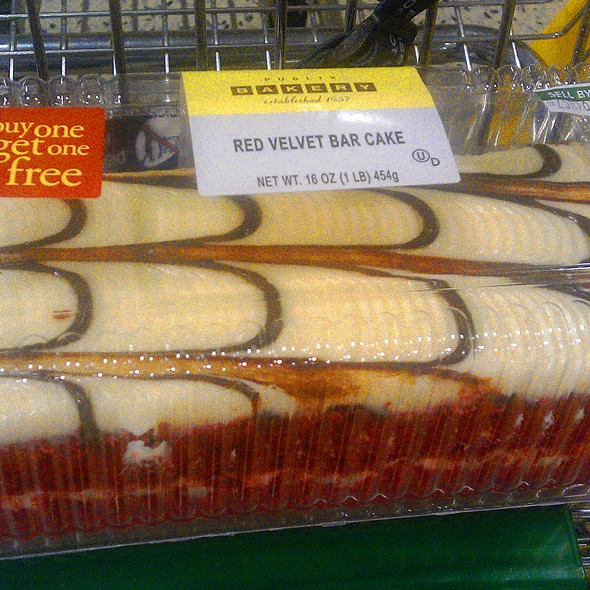 buy one
get one
free
PUBLIX
BAKERY
established 1957
RED VELVET BAR CAKE
U D
NET WT. 16 OZ (1 LB) 454g
SELL BY